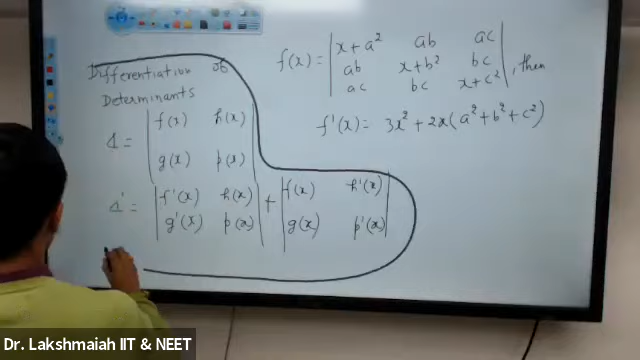 Differentiation of
Determinants
Δ = | f(x) h(x) |
| g(x) p(x) |
Δ' = | f'(x) h(x) | + | f(x) h'(x) |
| g'(x) p(x) | | g(x) p'(x) |
f(x) = | x + a² ab ac |
| ab x + b² bc | , then
| ac bc x + c² |
f'(x) = 3x² + 2x(a² + b² + c²)
Dr. Lakshmaiah IIT & NEET